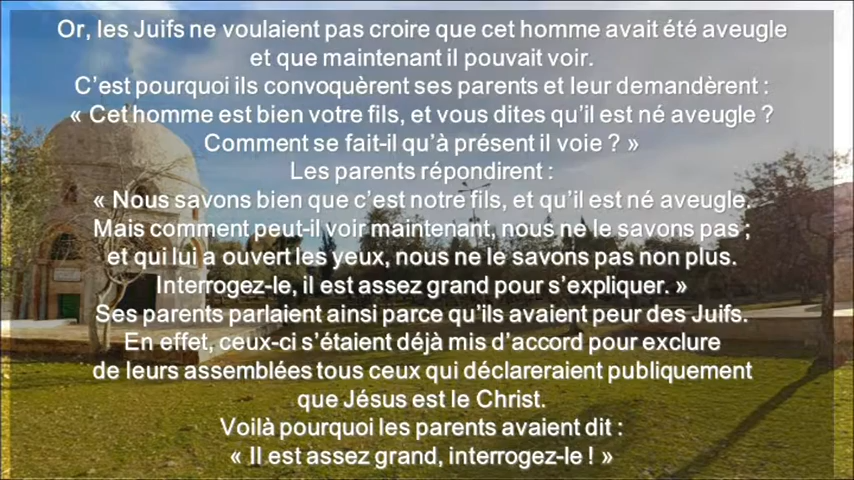 Or, les Juifs ne voulaient pas croire que cet homme avait été aveugle
et que maintenant il pouvait voir.
C’est pourquoi ils convoquèrent ses parents et leur demandèrent :
« Cet homme est bien votre fils, et vous dites qu’il est né aveugle ?
Comment se fait-il qu’à présent il voie ? »
Les parents répondirent :
« Nous savons bien que c’est notre fils, et qu’il est né aveugle.
Mais comment peut-il voir maintenant, nous ne le savons pas ;
et qui lui a ouvert les yeux, nous ne le savons pas non plus.
Interrogez-le, il est assez grand pour s’expliquer. »
Ses parents parlaient ainsi parce qu’ils avaient peur des Juifs.
En effet, ceux-ci s’étaient déjà mis d’accord pour exclure
de leurs assemblées tous ceux qui déclareraient publiquement
que Jésus est le Christ.
Voilà pourquoi les parents avaient dit :
« Il est assez grand, interrogez-le ! »